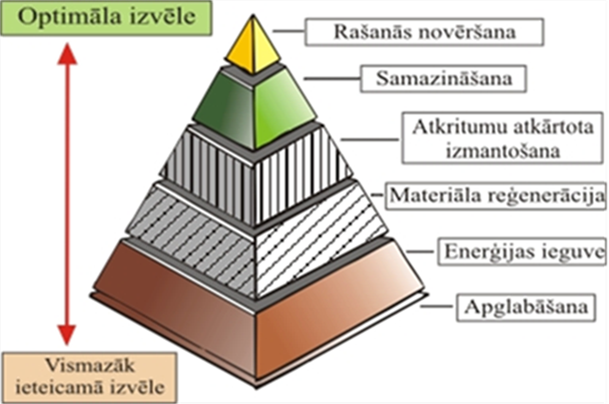 Optimāla izvēle
Rašanās novēršana
Samazināšana
Atkritumu atkārtota
izmantošana
Materiāla reģenerācija
Enerģijas ieguve
Apglabāšana
Vismazāk
ieteicamā izvēle